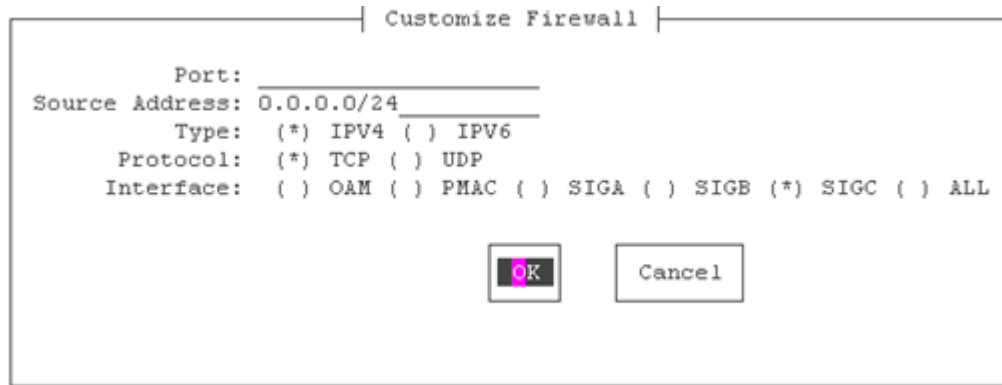 Customize Firewall
Port:
Source Address: 0.0.0.0/24
Type: (*) IPV4 ( ) IPV6
Protocol: (*) TCP ( ) UDP
Interface: ( ) OAM ( ) PMAC ( ) SIGA ( ) SIGB (*) SIGC ( ) ALL
OK Cancel